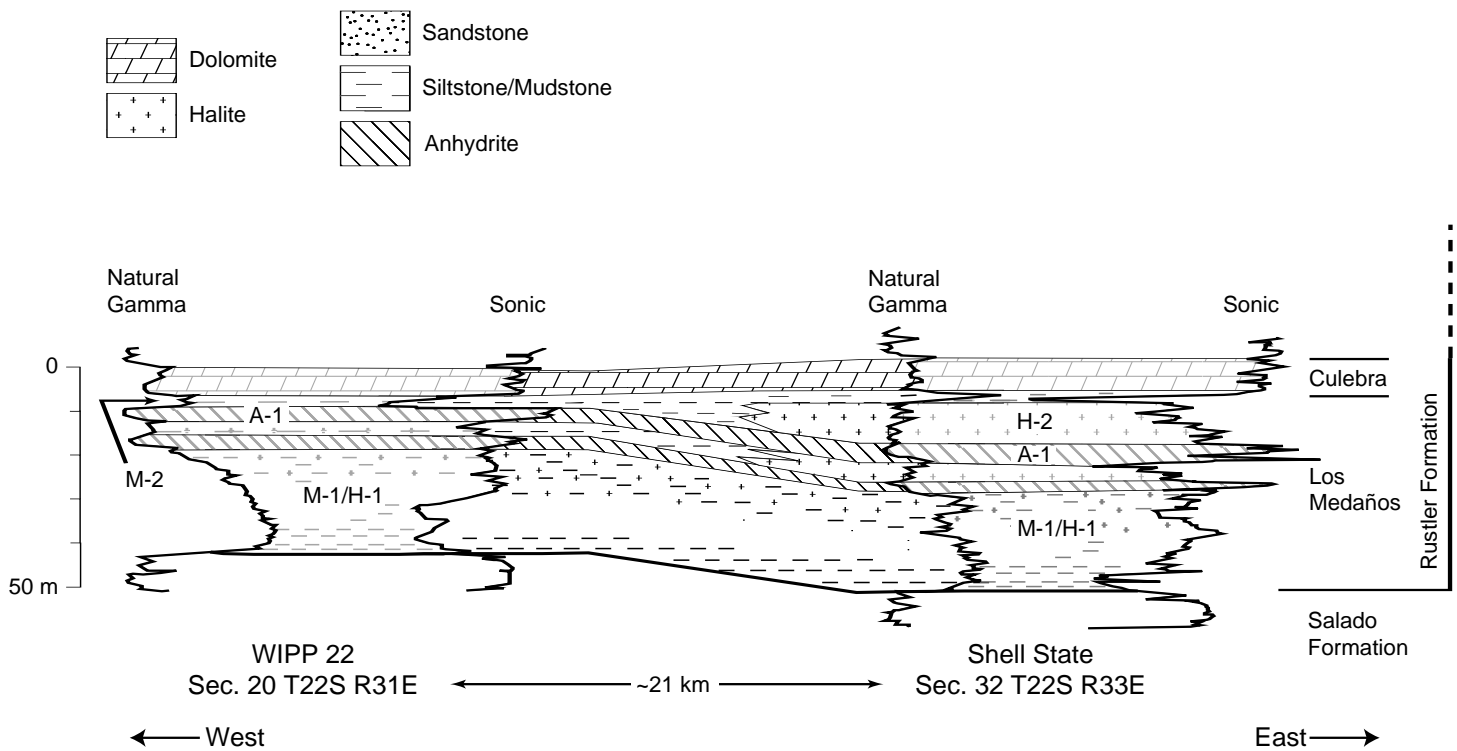 Dolomite
Halite
Sandstone
Siltstone/Mudstone
Anhydrite
Natural
Gamma
Sonic
Natural
Gamma
Sonic
0
50 m
A-1
M-2
M-1/H-1
H-2
A-1
M-1/H-1
Culebra
Los
Medaños
Rustler Formation
Salado
Formation
WIPP 22
Sec. 20 T22S R31E
~21 km
Shell State
Sec. 32 T22S R33E
West
East